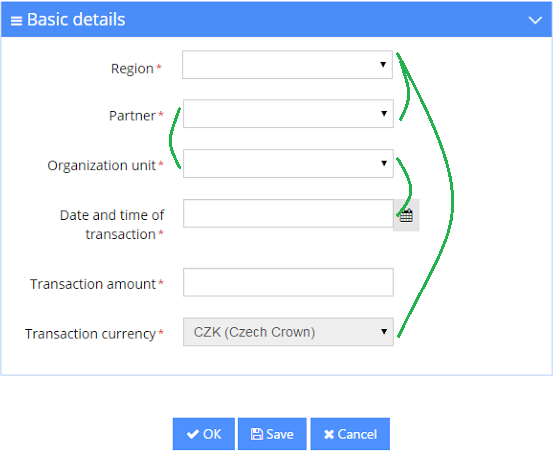 Basic details
Region*
Partner*
Organization unit*
Date and time of
transaction*
Transaction amount*
Transaction currency* CZK (Czech Crown)
OK Save Cancel